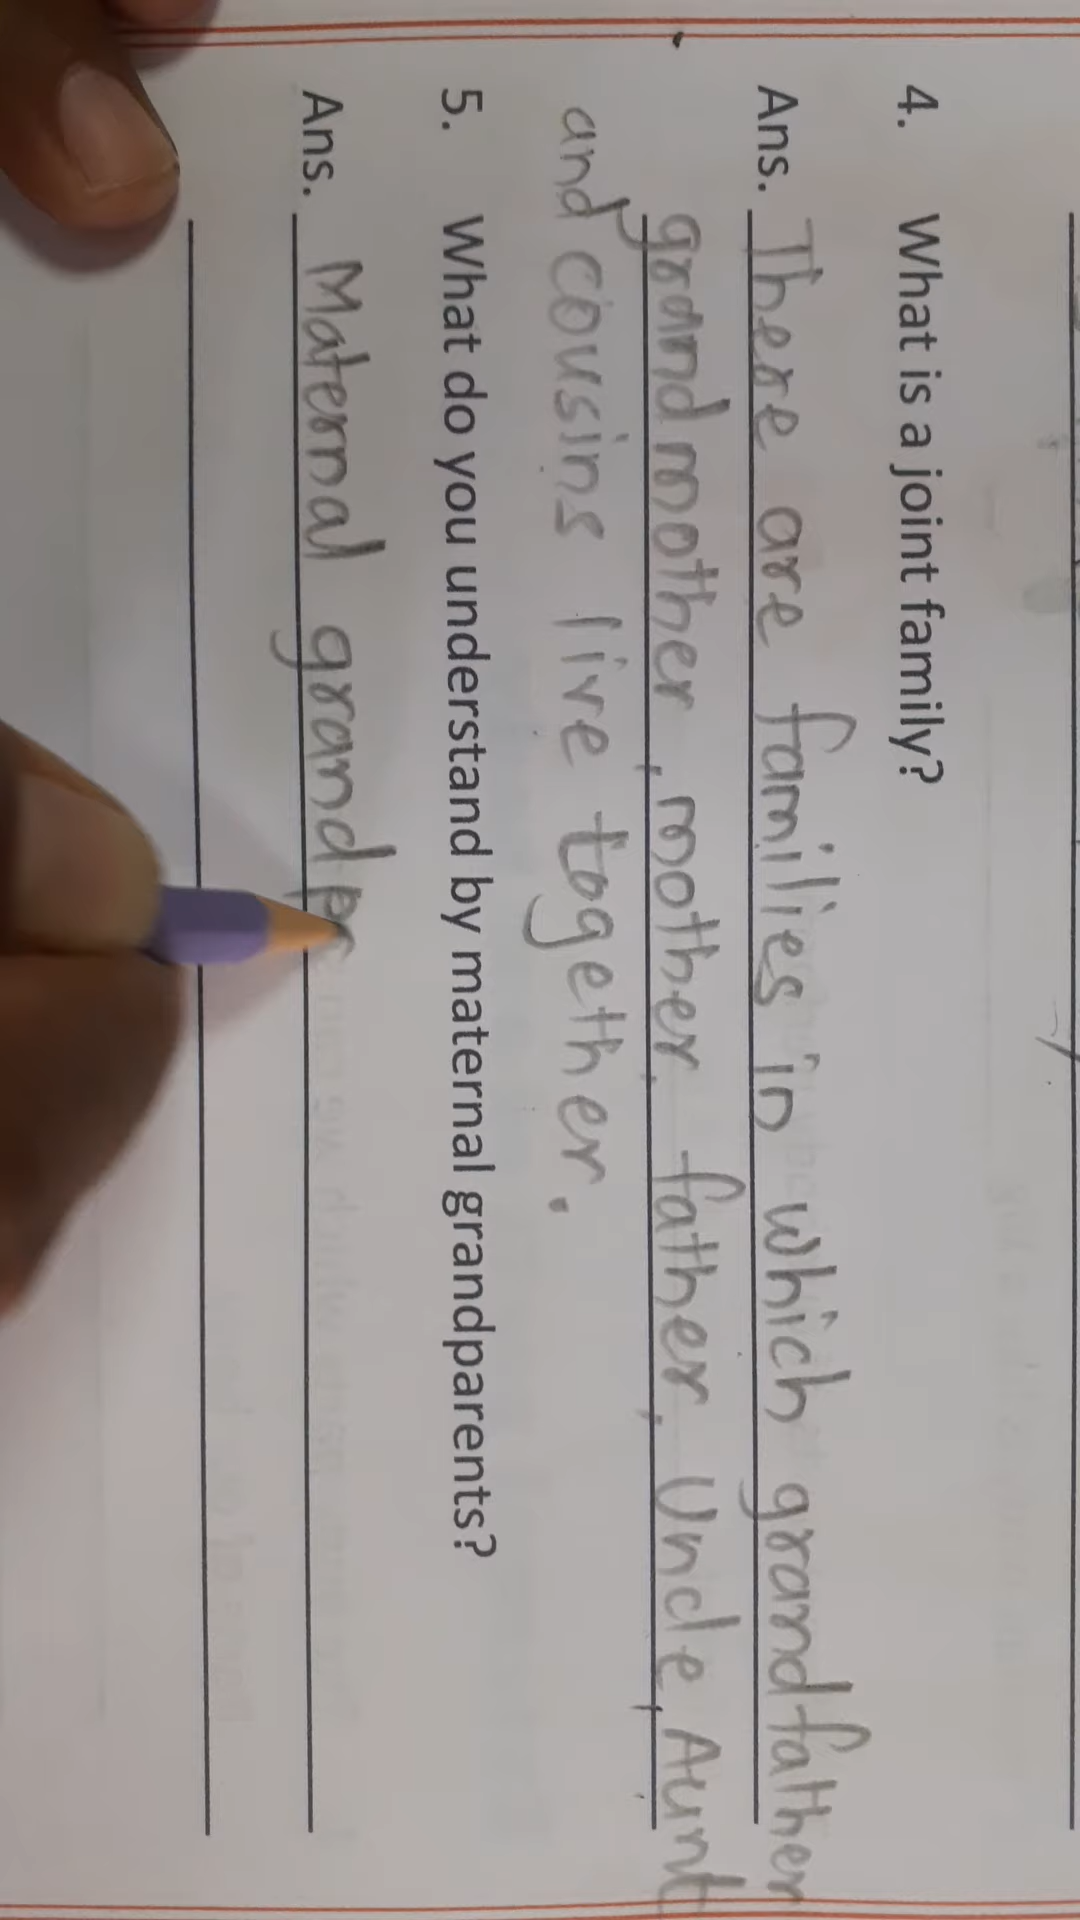 4. What is a joint family?
Ans. There are families in which grandfather
grandmother, mother, father, Uncle, Aunt
and cousins live together.
5. What do you understand by maternal grandparents?
Ans. Maternal grand